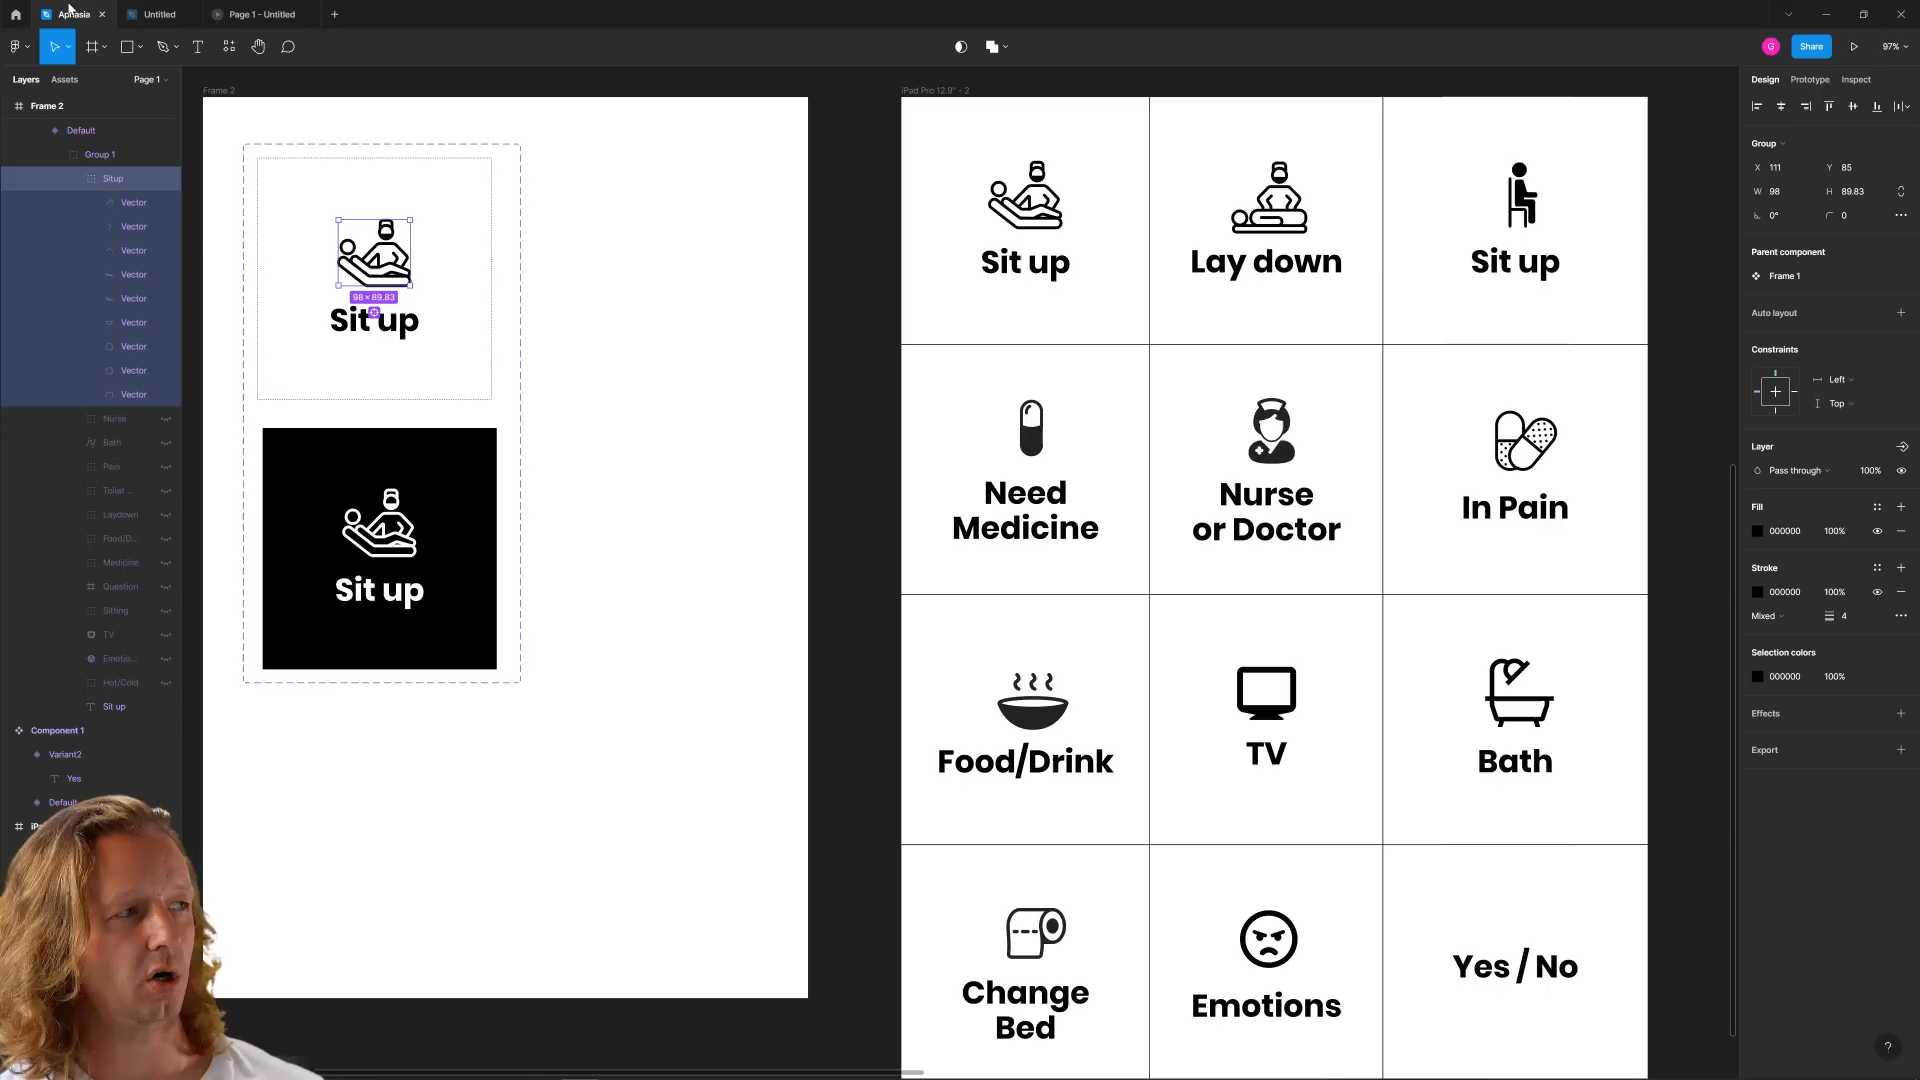 Aphasia
Untitled
Page 1 - Untitled
G
Share
97%
Layers
Assets
Page 1
Frame 2
Default
Group 1
Situp
Vector
Vector
Vector
Vector
Vector
Vector
Vector
Vector
Vector
Nurse
Bath
Pain
Toilet ...
Laydown
Food/D...
Medicine
Question
Sitting
TV
Emotio...
Hot/Cold
Sit up
Component 1
Variant2
Yes
Default
Frame 2
98 × 89.83
Sit up
Sit up
iPad Pro 12.9" - 2
Sit up
Lay down
Sit up
Need
Medicine
Nurse
or Doctor
In Pain
Food/Drink
TV
Bath
Change
Bed
Emotions
Yes / No
Design
Prototype
Inspect
Group
X 111
Y 85
W 98
H 89.83
0°
0
Parent component
Frame 1
Auto layout
Constraints
Left
Top
Layer
Pass through
100%
Fill
000000
100%
Stroke
000000
100%
Mixed
4
Selection colors
000000
100%
Effects
Export
?